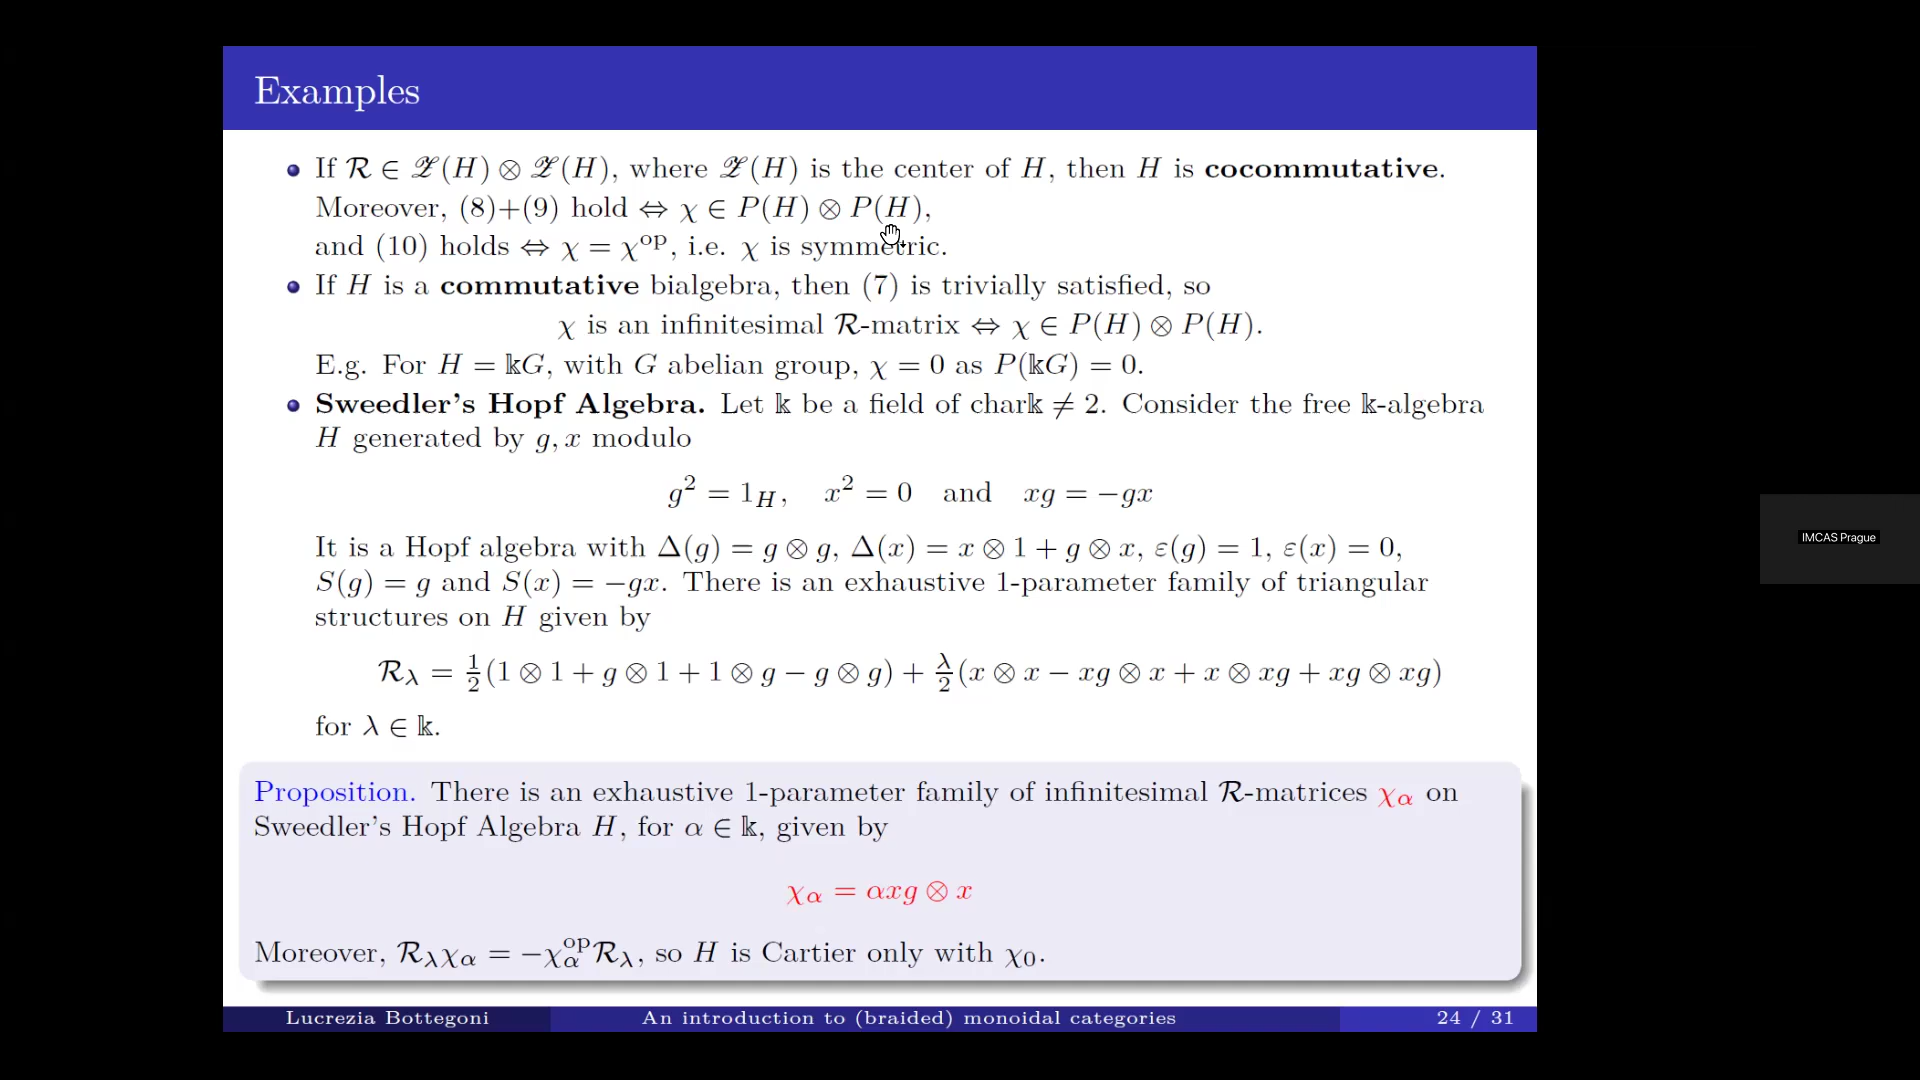 Examples
If ℛ ∈ 𝒵(H) ⊗ 𝒵(H), where 𝒵(H) is the center of H, then H is cocommutative.
Moreover, (8)+(9) hold ⇔ χ ∈ P(H) ⊗ P(H),
and (10) holds ⇔ χ = χᵒᵖ, i.e. χ is symmetric.
If H is a commutative bialgebra, then (7) is trivially satisfied, so
χ is an infinitesimal ℛ-matrix ⇔ χ ∈ P(H) ⊗ P(H).
E.g. For H = 𝕜G, with G abelian group, χ = 0 as P(𝕜G) = 0.
Sweedler's Hopf Algebra. Let 𝕜 be a field of char𝕜 ≠ 2. Consider the free 𝕜-algebra
H generated by g, x modulo
g² = 1_H, x² = 0 and xg = −gx
It is a Hopf algebra with Δ(g) = g ⊗ g, Δ(x) = x ⊗ 1 + g ⊗ x, ε(g) = 1, ε(x) = 0,
S(g) = g and S(x) = −gx. There is an exhaustive 1-parameter family of triangular
structures on H given by
ℛ_λ = ½(1 ⊗ 1 + g ⊗ 1 + 1 ⊗ g − g ⊗ g) + λ/2(x ⊗ x − xg ⊗ x + x ⊗ xg + xg ⊗ xg)
for λ ∈ 𝕜.
Proposition. There is an exhaustive 1-parameter family of infinitesimal ℛ-matrices χ_α on
Sweedler's Hopf Algebra H, for α ∈ 𝕜, given by
χ_α = αxg ⊗ x
Moreover, ℛ_λχ_α = −χ_α^op ℛ_λ, so H is Cartier only with χ₀.
Lucrezia Bottegoni An introduction to (braided) monoidal categories 24 / 31
IMCAS Prague